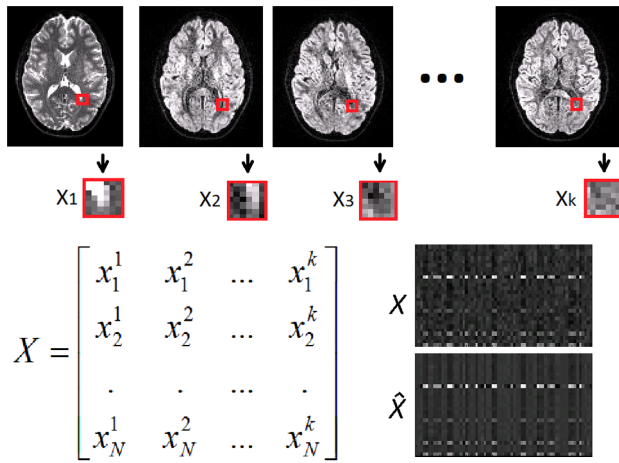 ...
X1 X2 X3 Xk
X = [ x_1^1 x_1^2 ... x_1^k
x_2^1 x_2^2 ... x_2^k
. . ... .
x_N^1 x_N^2 ... x_N^k ]
X
X̂